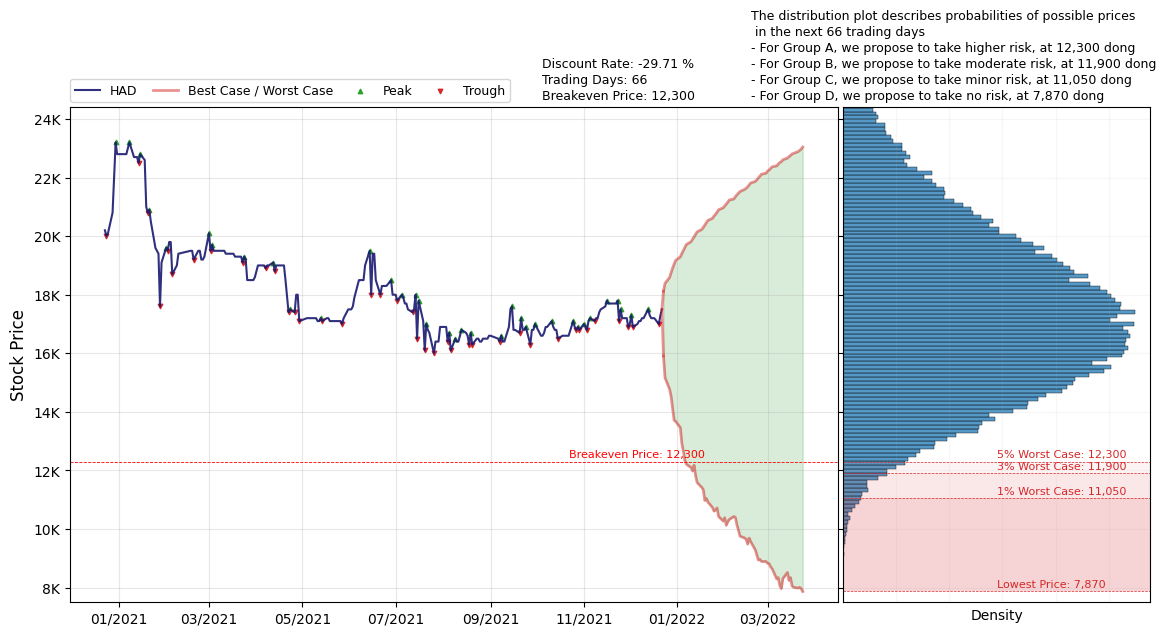 The distribution plot describes probabilities of possible prices
in the next 66 trading days
- For Group A, we propose to take higher risk, at 12,300 dong
- For Group B, we propose to take moderate risk, at 11,900 dong
- For Group C, we propose to take minor risk, at 11,050 dong
- For Group D, we propose to take no risk, at 7,870 dong
Discount Rate: -29.71 %
Trading Days: 66
Breakeven Price: 12,300
HAD
Best Case / Worst Case
Peak
Trough
Stock Price
24K
22K
20K
18K
16K
14K
12K
10K
8K
Breakeven Price: 12,300
5% Worst Case: 12,300
3% Worst Case: 11,900
1% Worst Case: 11,050
Lowest Price: 7,870
01/2021
03/2021
05/2021
07/2021
09/2021
11/2021
01/2022
03/2022
Density